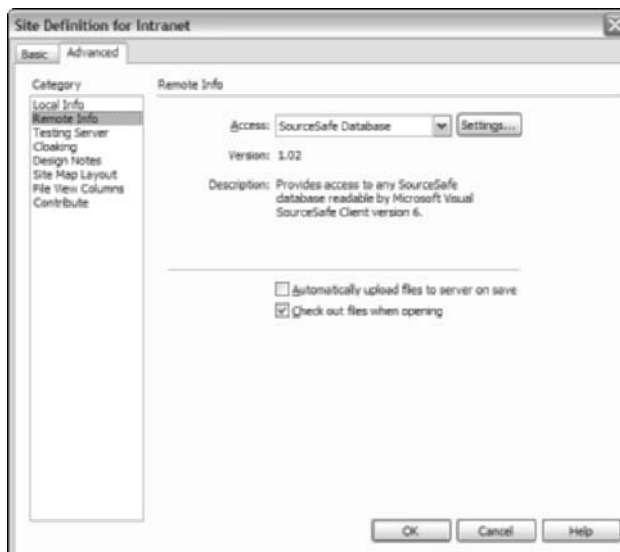 Site Definition for Intranet
Basic
Advanced
Category
Local Info
Remote Info
Testing Server
Cloaking
Design Notes
Site Map Layout
File View Columns
Contribute
Remote Info
Access: SourceSafe Database Settings...
Version: 1.02
Description: Provides access to any SourceSafe
database readable by Microsoft Visual
SourceSafe Client version 6.
Automatically upload files to server on save
Check out files when opening
OK
Cancel
Help